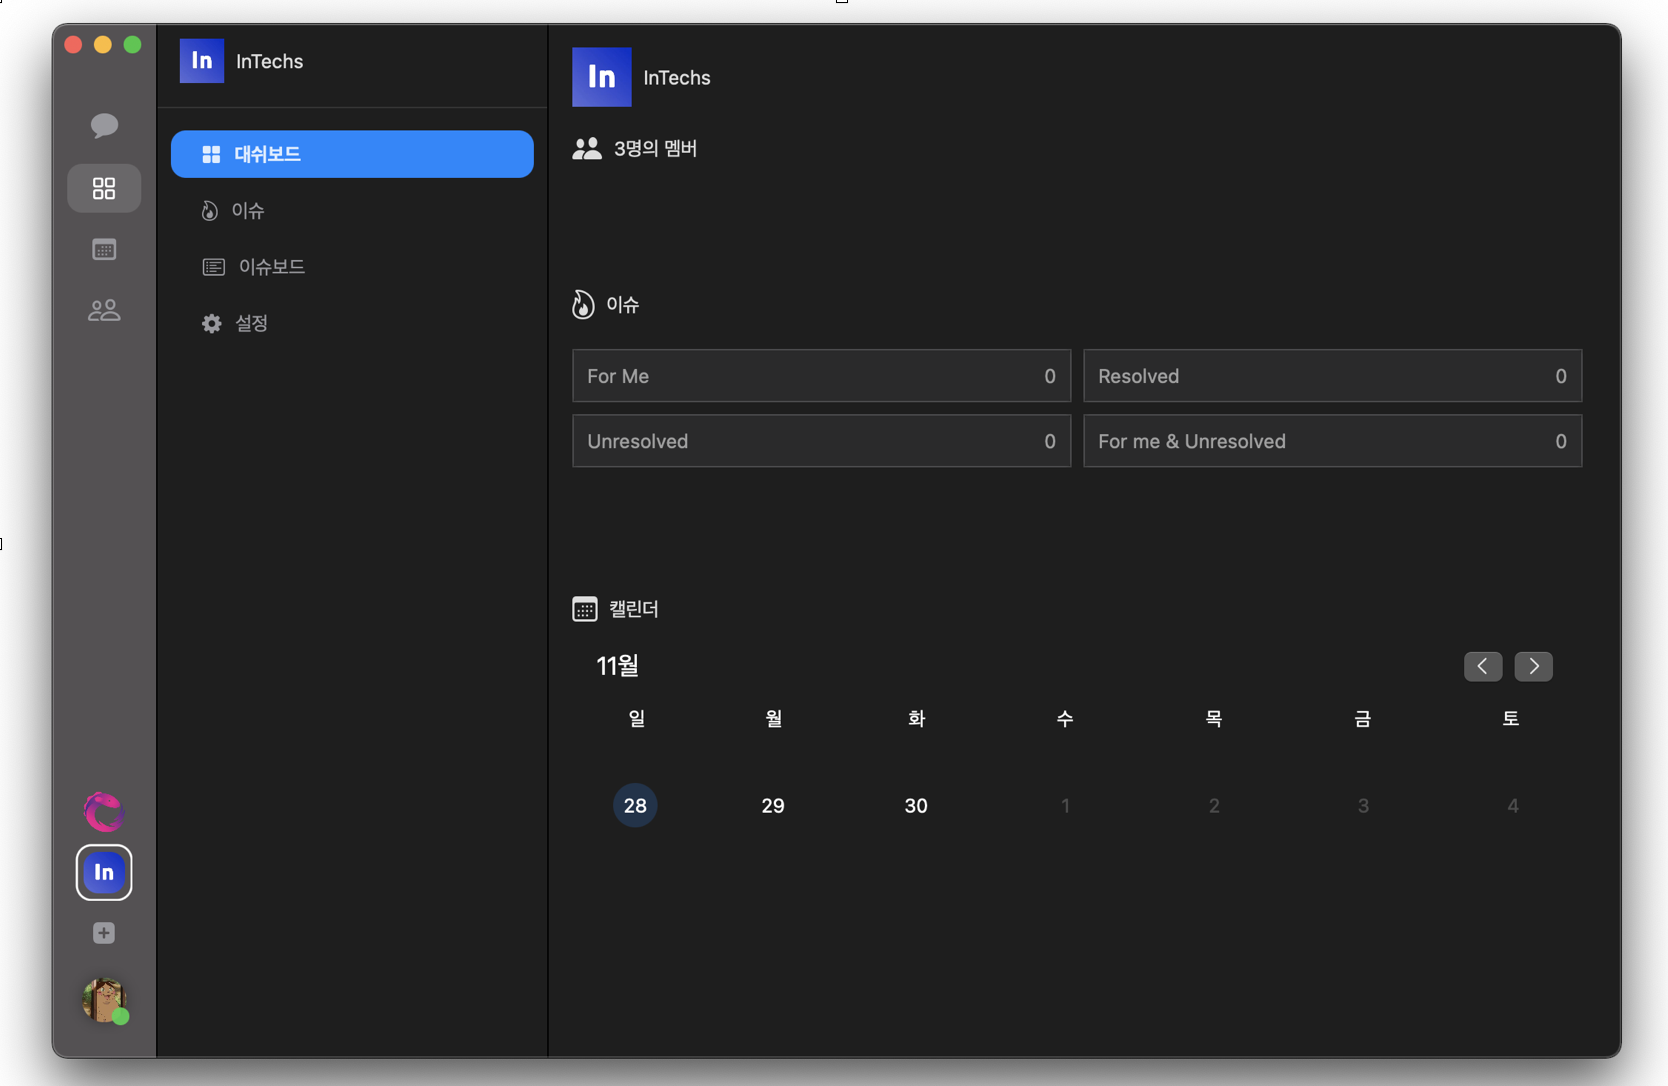 In InTechs
대쉬보드
이슈
이슈보드
설정
In
In InTechs
3명의 멤버
이슈
For Me 0 Resolved 0
Unresolved 0 For me & Unresolved 0
캘린더
11월
일 월 화 수 목 금 토
28 29 30 1 2 3 4